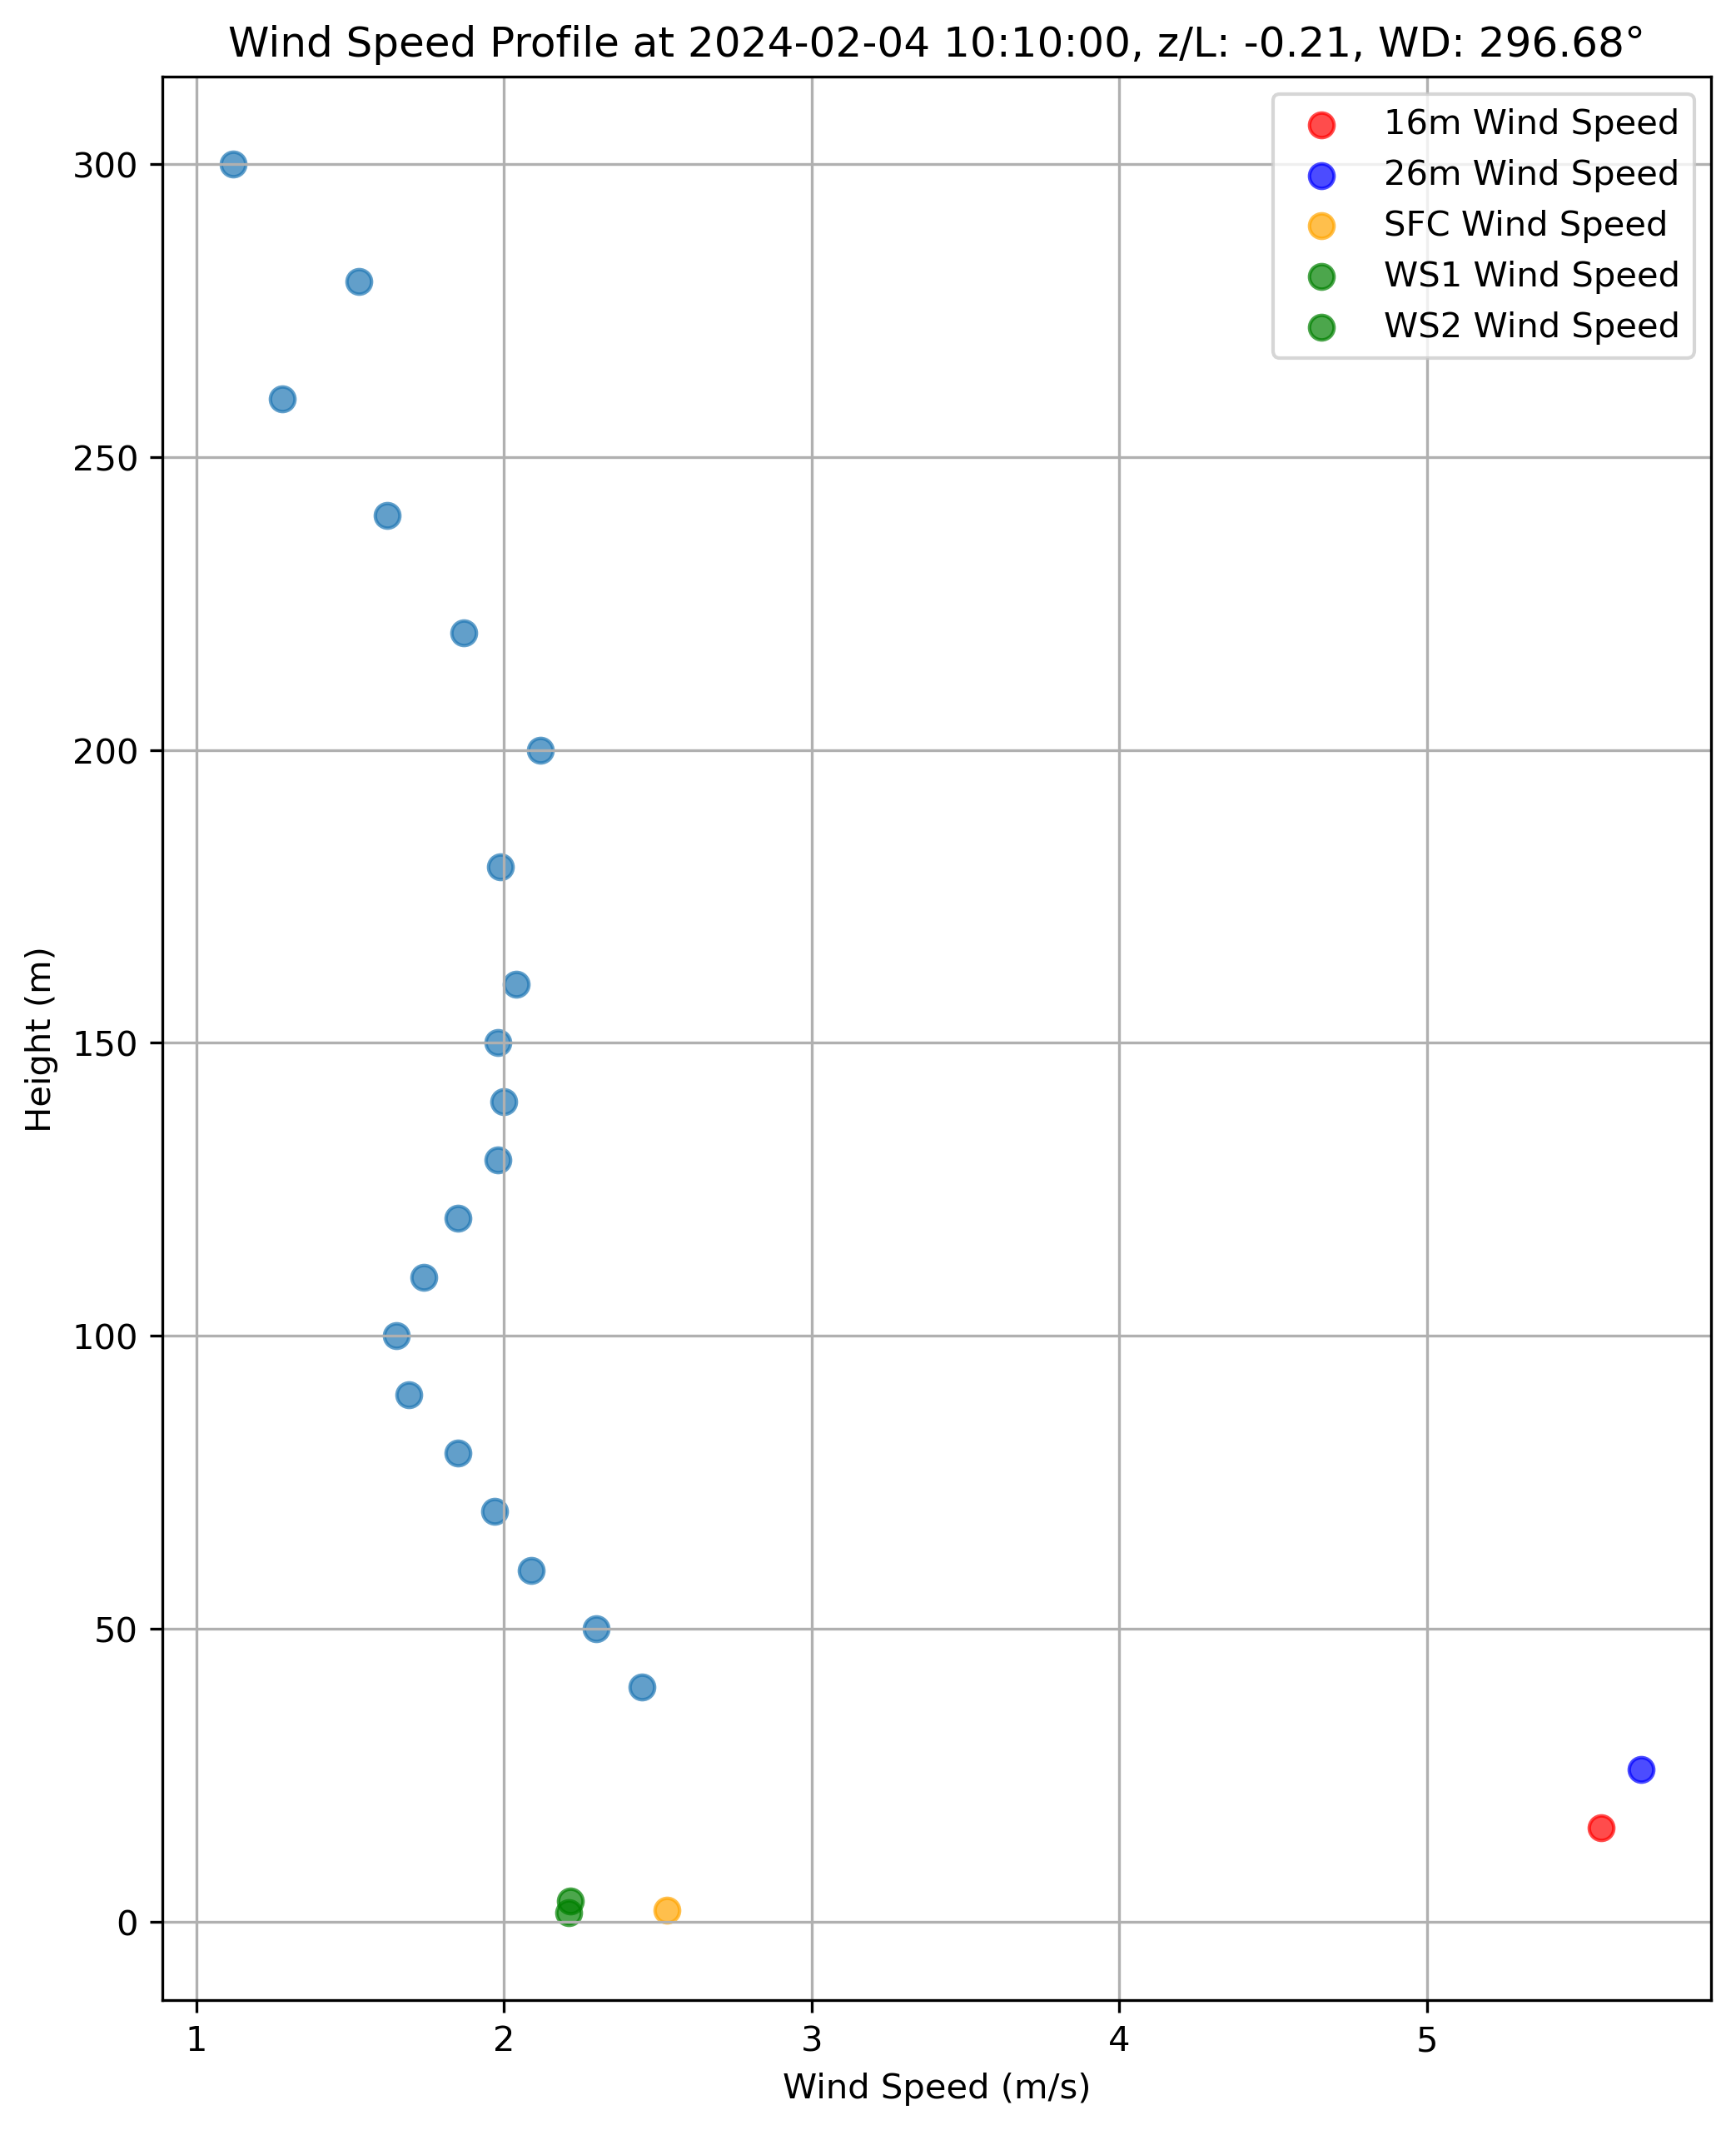 Wind Speed Profile at 2024-02-04 10:10:00, z/L: -0.21, WD: 296.68°
16m Wind Speed
26m Wind Speed
SFC Wind Speed
WS1 Wind Speed
WS2 Wind Speed
300
250
200
150
100
50
0
Height (m)
1 2 3 4 5
Wind Speed (m/s)